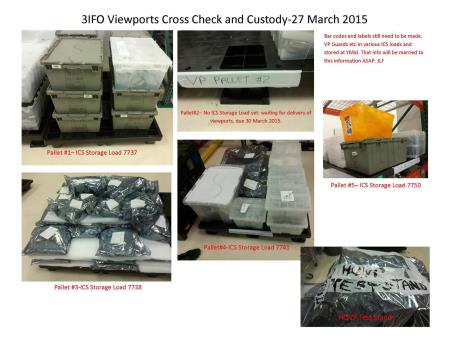 3IFO Viewports Cross Check and Custody-27 March 2015
Bar codes and labels still need to be made.
VP Guards etc in various ICS loads and
stored at YMid. That info will be married to
this information ASAP. JLF
VP PALLET #2
Pallet#2– No ICS Storage Load yet: waiting for delivery of
viewports, due 30 March 2015.
Pallet #1– ICS Storage Load 7737
Pallet #5– ICS Storage Load 7750
Pallet#4-ICS Storage Load 7741
Pallet #3-ICS Storage Load 7738
TEST STAND
Test Stand